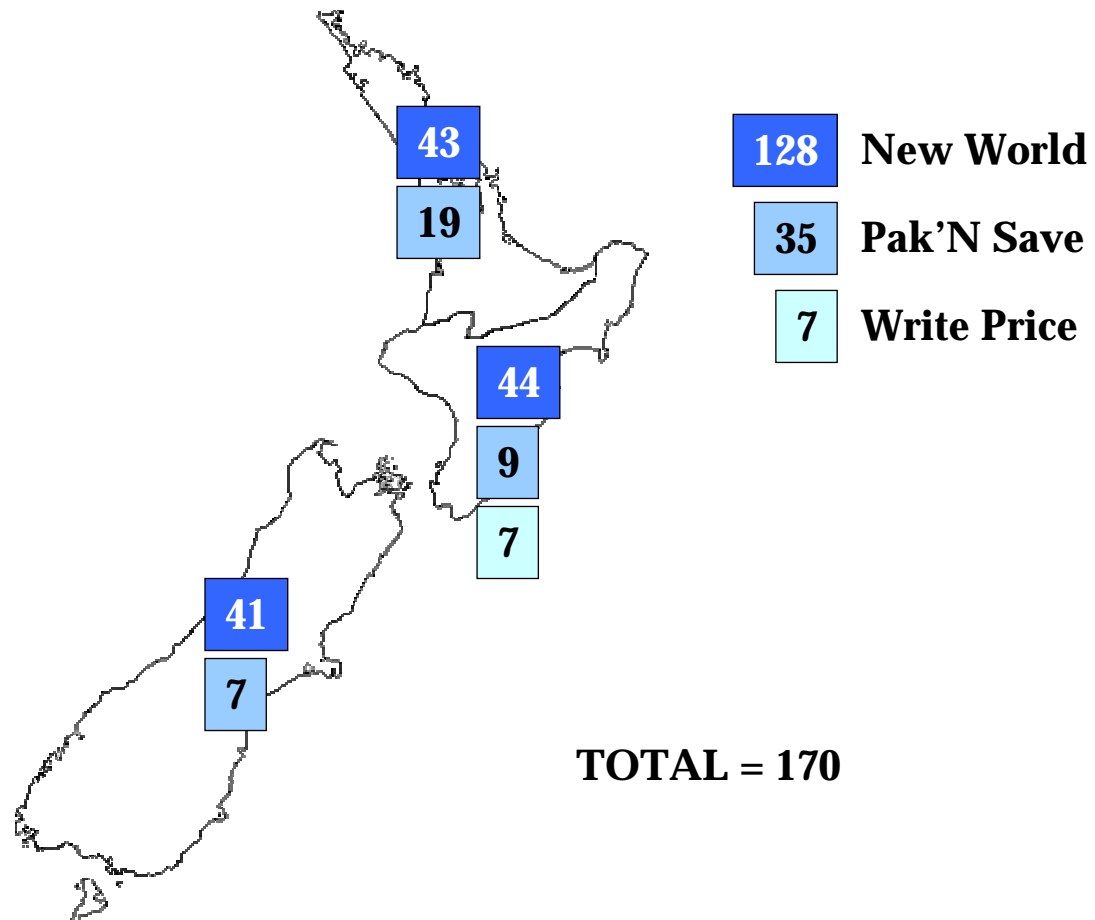 43
19
128 New World
35 Pak’N Save
7 Write Price
44
9
7
41
7
TOTAL = 170